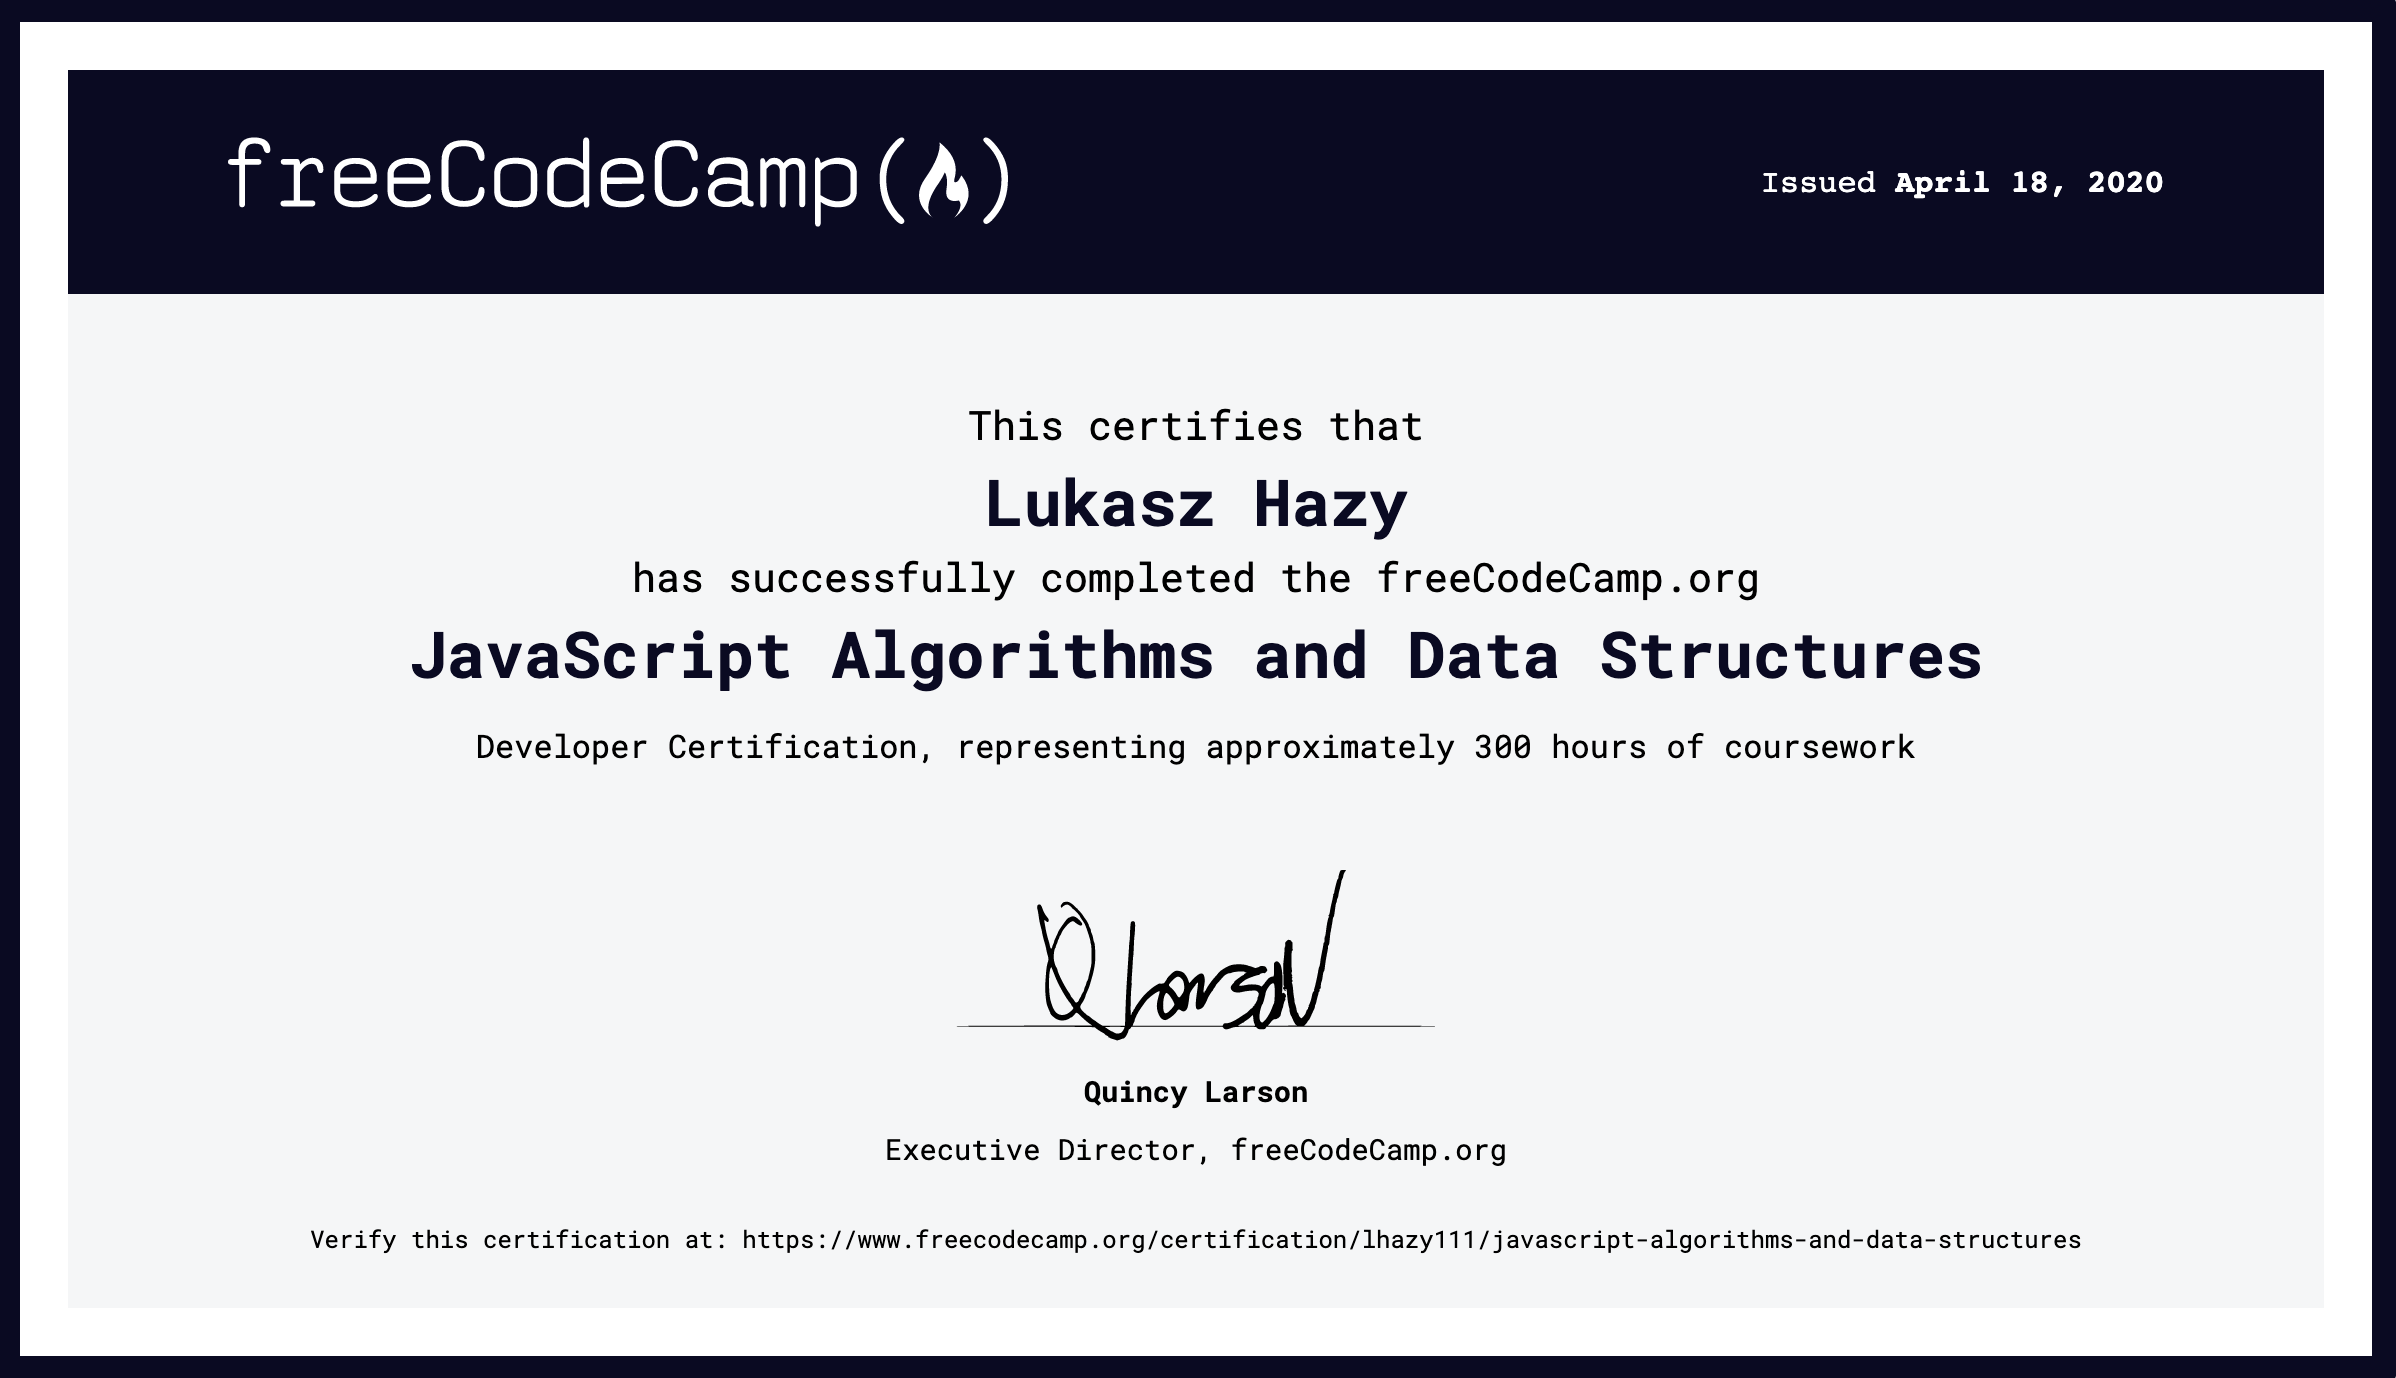 freeCodeCamp(🔥)
Issued April 18, 2020
This certifies that
Lukasz Hazy
has successfully completed the freeCodeCamp.org
JavaScript Algorithms and Data Structures
Developer Certification, representing approximately 300 hours of coursework
QLarson
Quincy Larson
Executive Director, freeCodeCamp.org
Verify this certification at: https://www.freecodecamp.org/certification/lhazy111/javascript-algorithms-and-data-structures